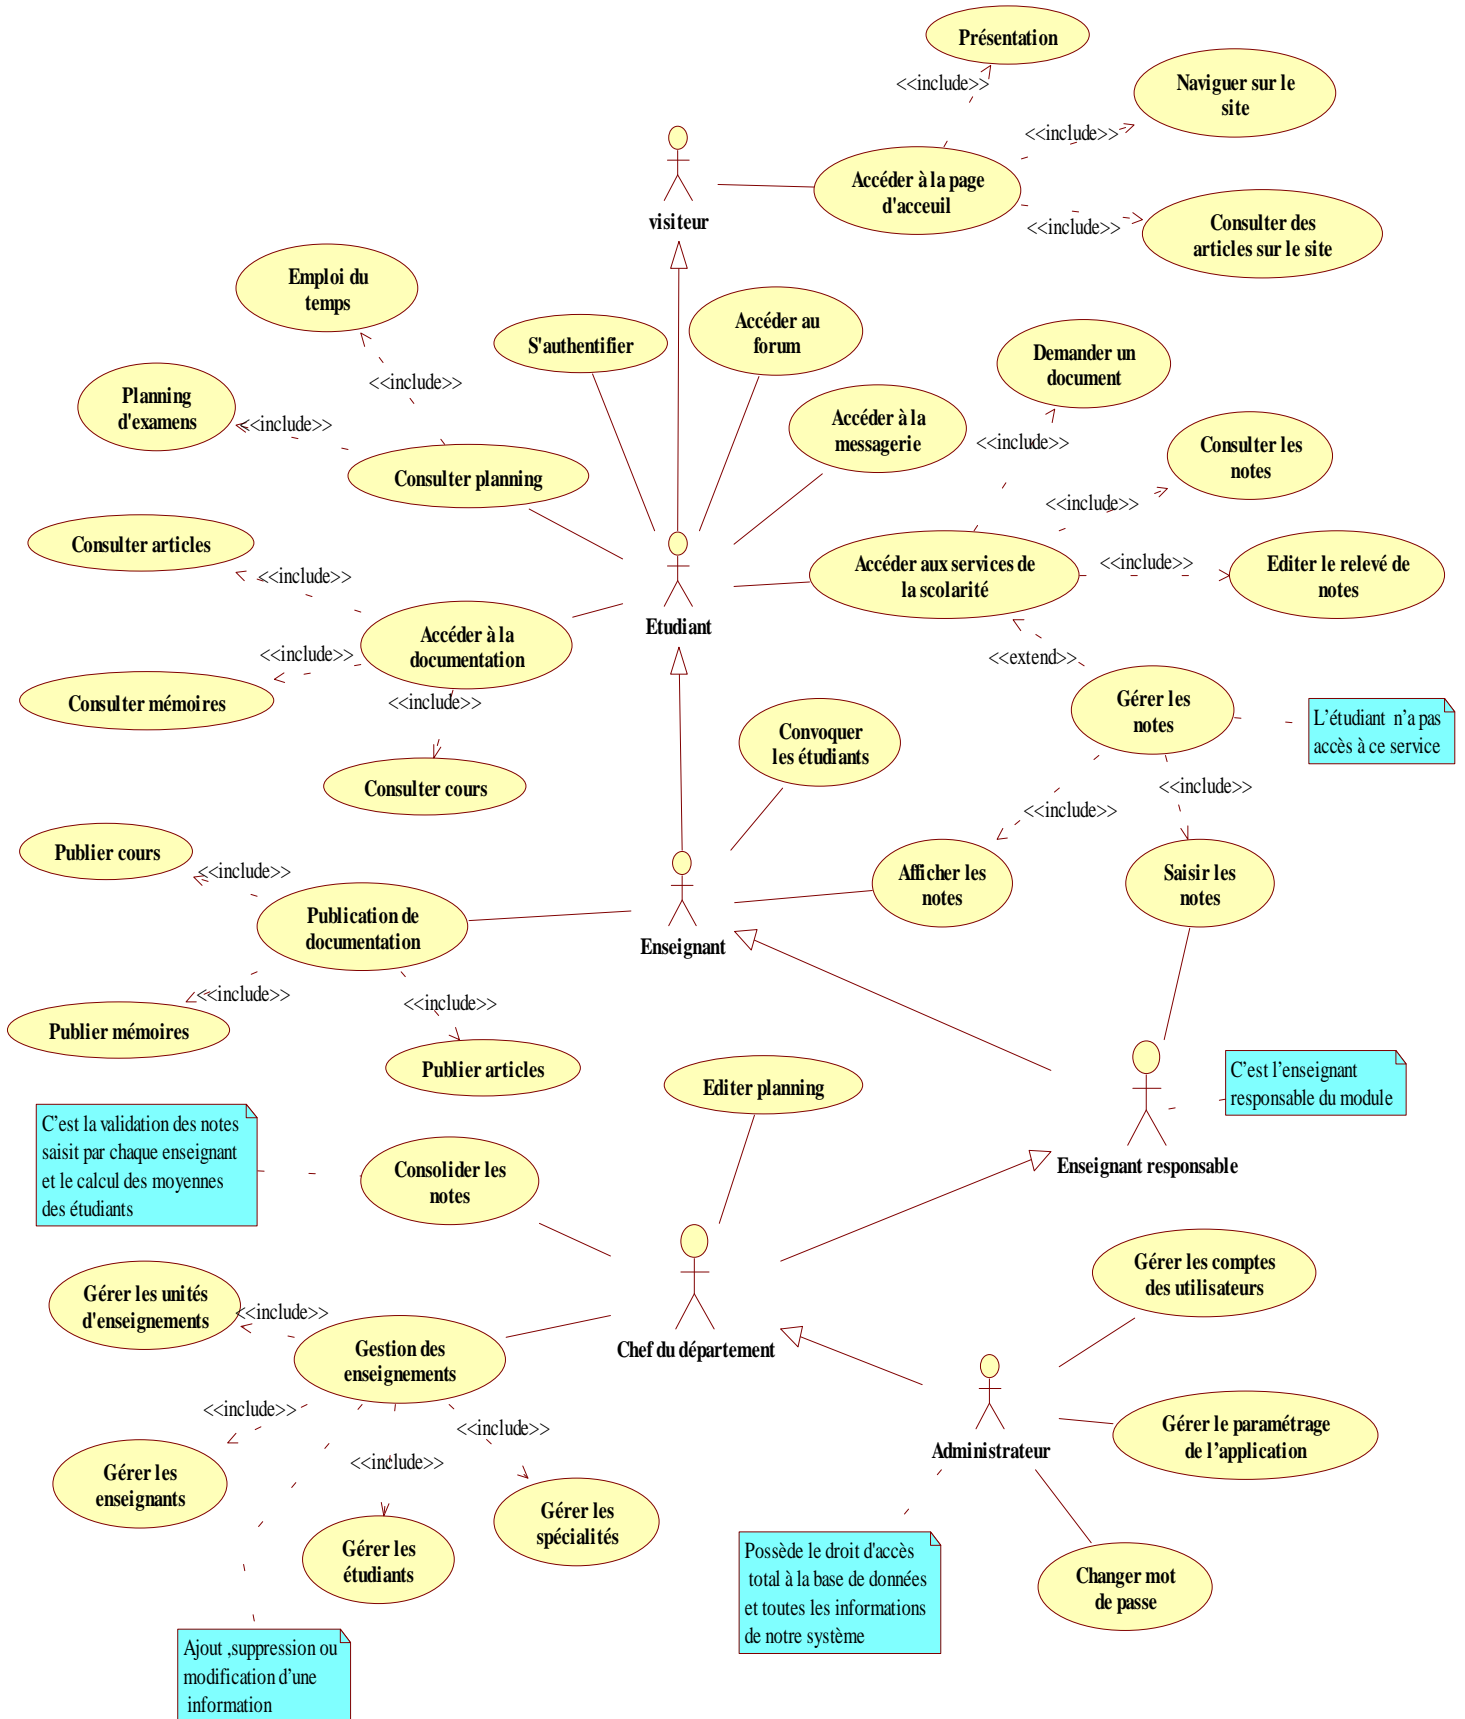 Présentation
<<include>>
Naviguer sur le
site
<<include>>
Accéder à la page
d'acceuil
visiteur
<<include>>
Consulter des
articles sur le site
Emploi du
temps
S'authentifier
Accéder au
forum
Demander un
document
<<include>>
Planning
d'examens
<<include>>
Accéder à la
messagerie
<<include>>
Consulter les
notes
Consulter planning
<<include>>
Consulter articles
<<include>>
Accéder aux services de
la scolarité
<<include>>
Editer le relevé de
notes
Etudiant
Accéder à la
documentation
<<include>>
<<extend>>
Consulter mémoires
<<include>>
Gérer les
notes
L'étudiant n'a pas
accès à ce service
Convoquer
les étudiants
Consulter cours
<<include>>
<<include>>
Publier cours
<<include>>
Afficher les
notes
Saisir les
notes
Publication de
documentation
Enseignant
<<include>>
<<include>>
Publier mémoires
Publier articles
Editer planning
C'est l'enseignant
responsable du module
Enseignant responsable
C'est la validation des notes
saisit par chaque enseignant
et le calcul des moyennes
des étudiants
Consolider les
notes
Gérer les comptes
des utilisateurs
Gérer les unités
d'enseignements
<<include>>
Gestion des
enseignements
Chef du département
<<include>>
<<include>>
<<include>>
Administrateur
Gérer le paramétrage
de l'application
Gérer les
enseignants
Gérer les
spécialités
Gérer les
étudiants
Possède le droit d'accès
total à la base de données
et toutes les informations
de notre système
Changer mot
de passe
Ajout ,suppression ou
modification d'une
information